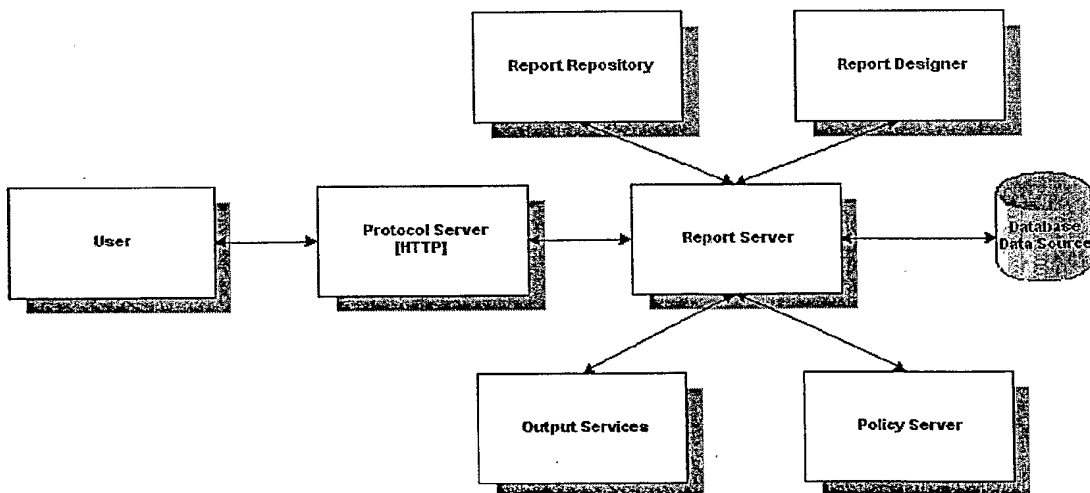 Report Repository
Report Designer
User
Protocol Server
[HTTP]
Report Server
Database
Data Source
Output Services
Policy Server